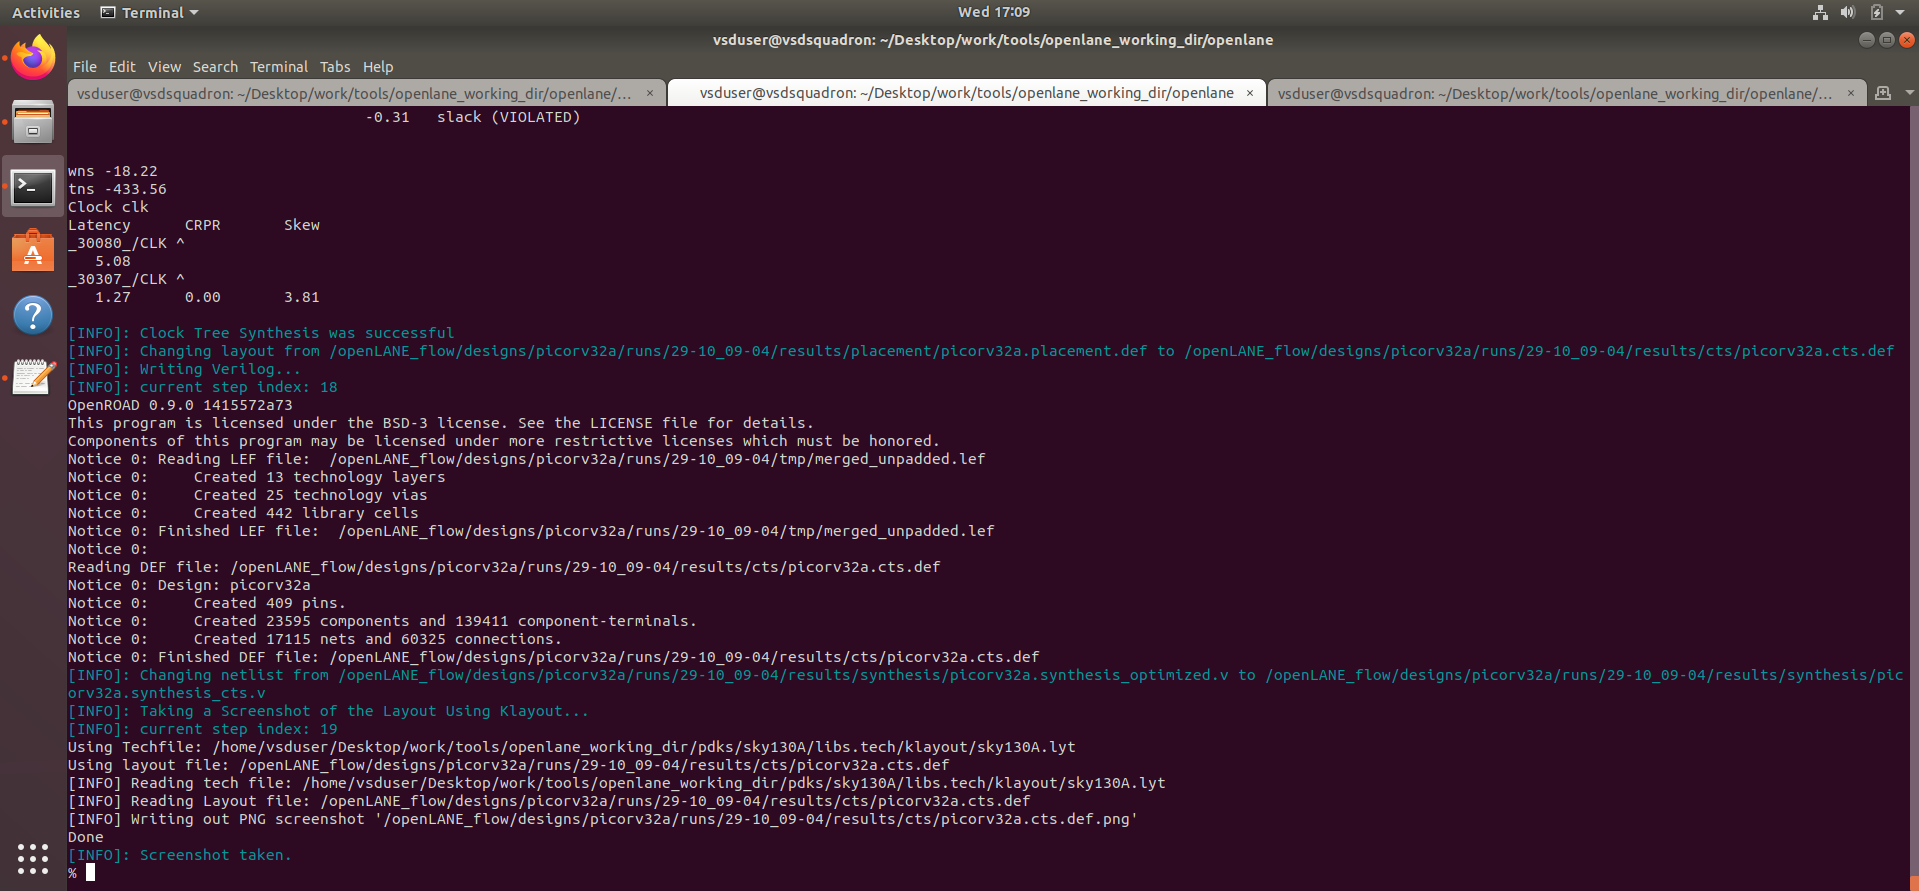 Activities
Terminal
Wed 17:09
vsduser@vsdsquadron: ~/Desktop/work/tools/openlane_working_dir/openlane
File Edit View Search Terminal Tabs Help
vsduser@vsdsquadron: ~/Desktop/work/tools/openlane_working_dir/openlane/... ×
vsduser@vsdsquadron: ~/Desktop/work/tools/openlane_working_dir/openlane ×
vsduser@vsdsquadron: ~/Desktop/work/tools/openlane_working_dir/openlane/... ×
-0.31   slack (VIOLATED)
wns -18.22
tns -433.56
Clock clk
Latency      CRPR       Skew
_30080_/CLK ^
   5.08
_30307_/CLK ^
   1.27      0.00       3.81
[INFO]: Clock Tree Synthesis was successful
[INFO]: Changing layout from /openLANE_flow/designs/picorv32a/runs/29-10_09-04/results/placement/picorv32a.placement.def to /openLANE_flow/designs/picorv32a/runs/29-10_09-04/results/cts/picorv32a.cts.def
[INFO]: Writing Verilog...
[INFO]: current step index: 18
OpenROAD 0.9.0 1415572a73
This program is licensed under the BSD-3 license. See the LICENSE file for details.
Components of this program may be licensed under more restrictive licenses which must be honored.
Notice 0: Reading LEF file:  /openLANE_flow/designs/picorv32a/runs/29-10_09-04/tmp/merged_unpadded.lef
Notice 0:     Created 13 technology layers
Notice 0:     Created 25 technology vias
Notice 0:     Created 442 library cells
Notice 0: Finished LEF file:  /openLANE_flow/designs/picorv32a/runs/29-10_09-04/tmp/merged_unpadded.lef
Notice 0:
Reading DEF file: /openLANE_flow/designs/picorv32a/runs/29-10_09-04/results/cts/picorv32a.cts.def
Notice 0: Design: picorv32a
Notice 0:     Created 409 pins.
Notice 0:     Created 23595 components and 139411 component-terminals.
Notice 0:     Created 17115 nets and 60325 connections.
Notice 0: Finished DEF file: /openLANE_flow/designs/picorv32a/runs/29-10_09-04/results/cts/picorv32a.cts.def
[INFO]: Changing netlist from /openLANE_flow/designs/picorv32a/runs/29-10_09-04/results/synthesis/picorv32a.synthesis_optimized.v to /openLANE_flow/designs/picorv32a/runs/29-10_09-04/results/synthesis/pic
orv32a.synthesis_cts.v
[INFO]: Taking a Screenshot of the Layout Using Klayout...
[INFO]: current step index: 19
Using Techfile: /home/vsduser/Desktop/work/tools/openlane_working_dir/pdks/sky130A/libs.tech/klayout/sky130A.lyt
Using layout file: /openLANE_flow/designs/picorv32a/runs/29-10_09-04/results/cts/picorv32a.cts.def
[INFO] Reading tech file: /home/vsduser/Desktop/work/tools/openlane_working_dir/pdks/sky130A/libs.tech/klayout/sky130A.lyt
[INFO] Reading Layout file: /openLANE_flow/designs/picorv32a/runs/29-10_09-04/results/cts/picorv32a.cts.def
[INFO] Writing out PNG screenshot '/openLANE_flow/designs/picorv32a/runs/29-10_09-04/results/cts/picorv32a.cts.def.png'
Done
[INFO]: Screenshot taken.
%